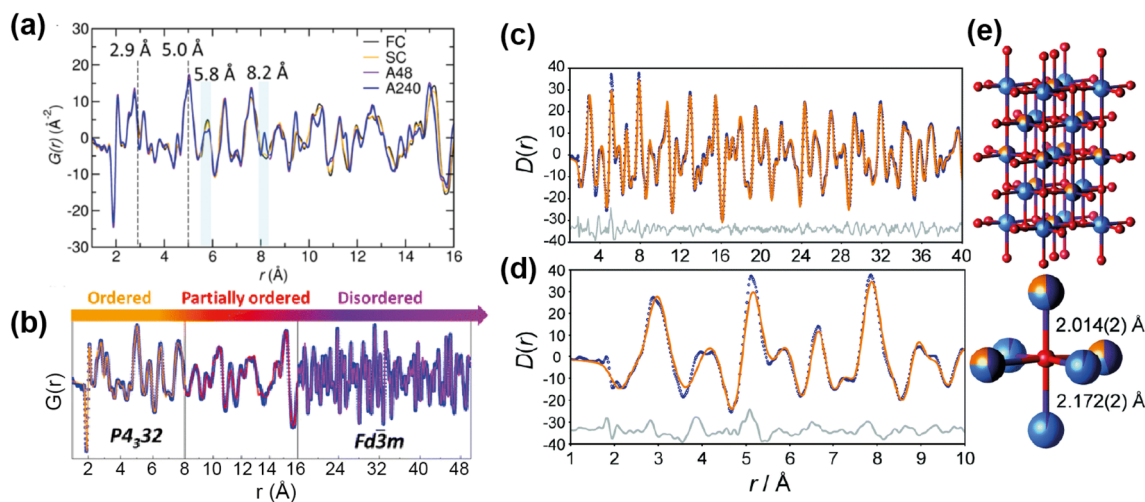 (a)
30
20
10
0
-10
-20
-30
G(r) (Å⁻²)
2.9 Å
5.0 Å
5.8 Å
8.2 Å
FC
SC
A48
A240
2
4
6
8
10
12
14
16
r (Å)
(b)
Ordered
Partially ordered
Disordered
G(r)
P4₃32
Fd3̄m
2
4
6
8
10
12
14
16
24
32
40
48
r (Å)
(c)
40
30
20
10
0
-10
-20
-30
-40
D(r)
4
8
12
16
20
24
28
32
36
40
(d)
40
30
20
10
0
-10
-20
-30
-40
D(r)
1
2
3
4
5
6
7
8
9
10
r / Å
(e)
2.014(2) Å
2.172(2) Å